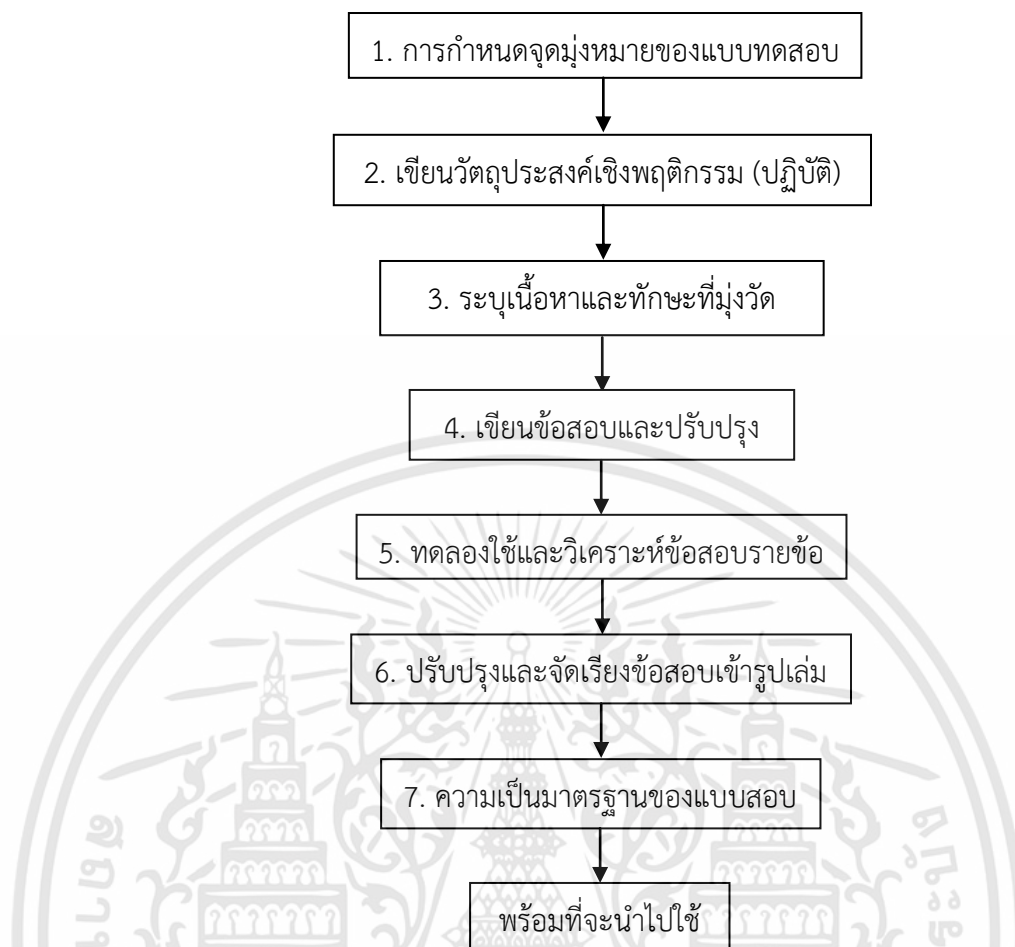 1. การกำหนดจุดมุ่งหมายของแบบทดสอบ
2. เขียนวัตถุประสงค์เชิงพฤติกรรม (ปฏิบัติ)
3. ระบุเนื้อหาและทักษะที่มุ่งวัด
4. เขียนข้อสอบและปรับปรุง
5. ทดลองใช้และวิเคราะห์ข้อสอบรายข้อ
6. ปรับปรุงและจัดเรียงข้อสอบเข้ารูปเล่ม
7. ความเป็นมาตรฐานของแบบสอบ
พร้อมที่จะนำไปใช้